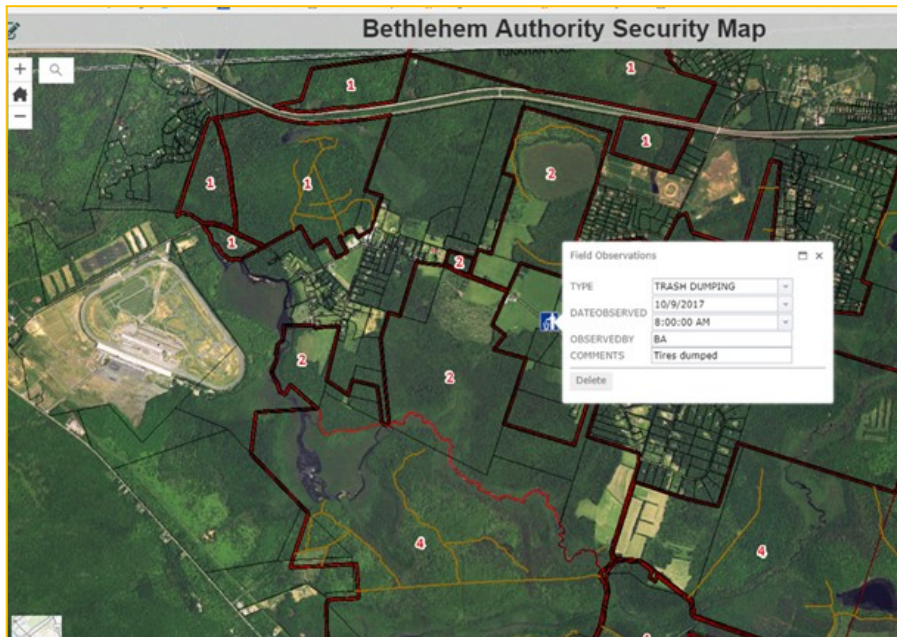 Bethlehem Authority Security Map
+
−
1
1
1
1
1
1
2
2
2
2
4
4
Field Observations
TYPE TRASH DUMPING
DATEOBSERVED 10/9/2017
8:00:00 AM
OBSERVEDBY BA
COMMENTS Tires dumped
Delete